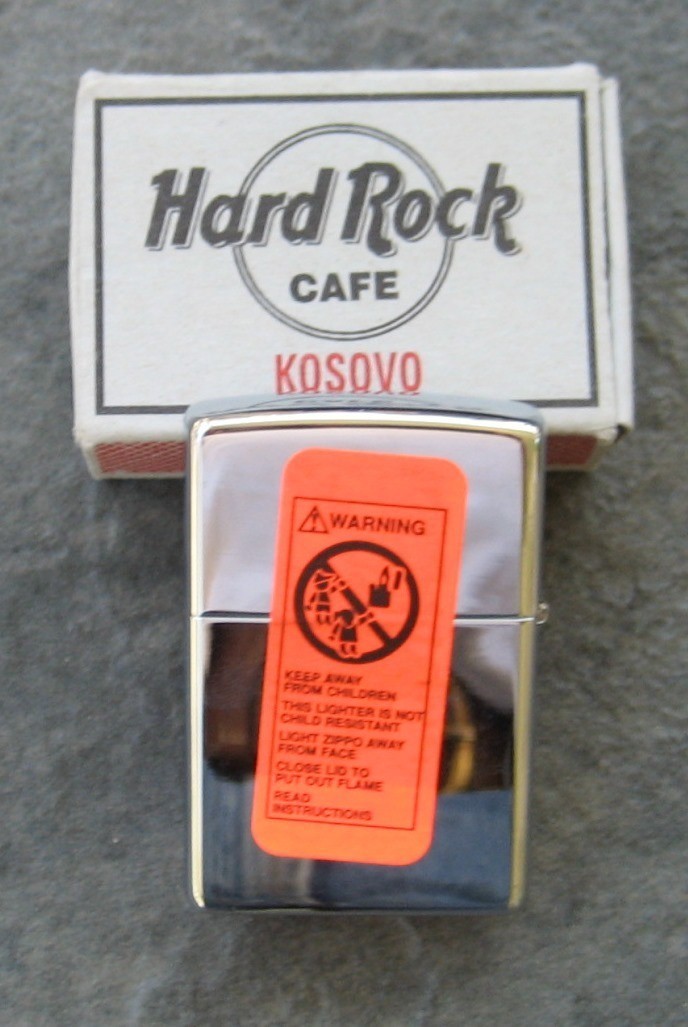 Hard Rock
CAFE
KOSOVO
WARNING
KEEP AWAY
FROM CHILDREN
THIS LIGHTER IS NOT
CHILD RESISTANT
LIGHT ZIPPO AWAY
FROM FACE
CLOSE LID TO
PUT OUT FLAME
READ
INSTRUCTIONS